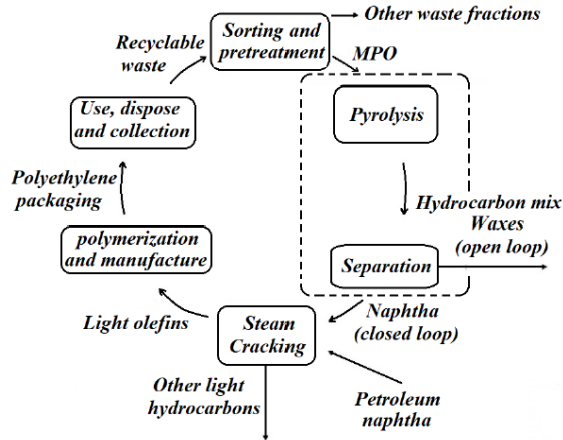 Sorting and
pretreatment
Other waste fractions
Recyclable
waste
MPO
Use, dispose
and collection
Pyrolysis
Polyethylene
packaging
Hydrocarbon mix
Waxes
(open loop)
polymerization
and manufacture
Separation
Light olefins
Steam
Cracking
Naphtha
(closed loop)
Other light
hydrocarbons
Petroleum
naphtha